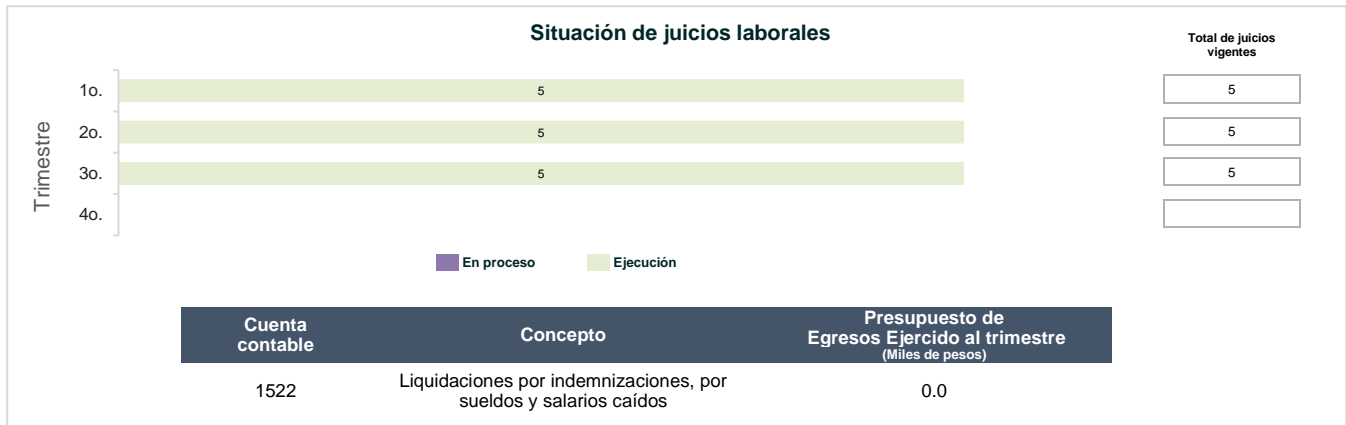 Situación de juicios laborales
Total de juicios
vigentes
Trimestre
1o.
5
5
2o.
5
5
3o.
5
5
4o.
En proceso
Ejecución
Cuenta
contable
Concepto
Presupuesto de
Egresos Ejercido al trimestre
(Miles de pesos)
1522
Liquidaciones por indemnizaciones, por
sueldos y salarios caídos
0.0